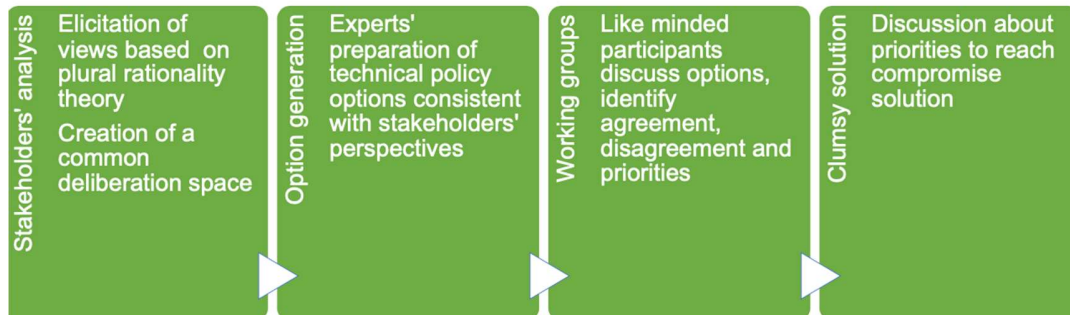 Stakeholders' analysis
Elicitation of
views based on
plural rationality
theory
Creation of a
common
deliberation space
Option generation
Experts'
preparation of
technical policy
options consistent
with stakeholders'
perspectives
Working groups
Like minded
participants
discuss options,
identify
agreement,
disagreement and
priorities
Clumsy solution
Discussion about
priorities to reach
compromise
solution